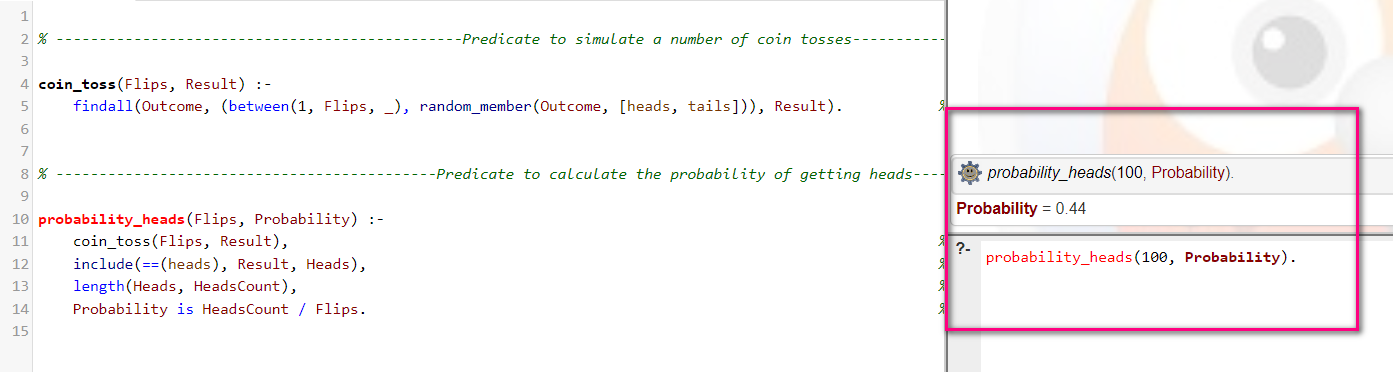 1
2 % -----------------------------------------------Predicate to simulate a number of coin tosses-----------
3
4 coin_toss(Flips, Result) :-
5 findall(Outcome, (between(1, Flips, _), random_member(Outcome, [heads, tails])), Result). %
6
7
8 % --------------------------------------------Predicate to calculate the probability of getting heads----
9
10 probability_heads(Flips, Probability) :-
11 coin_toss(Flips, Result), %
12 include(==(heads), Result, Heads), %
13 length(Heads, HeadsCount), %
14 Probability is HeadsCount / Flips. %
15
probability_heads(100, Probability).
Probability = 0.44
?- probability_heads(100, Probability).